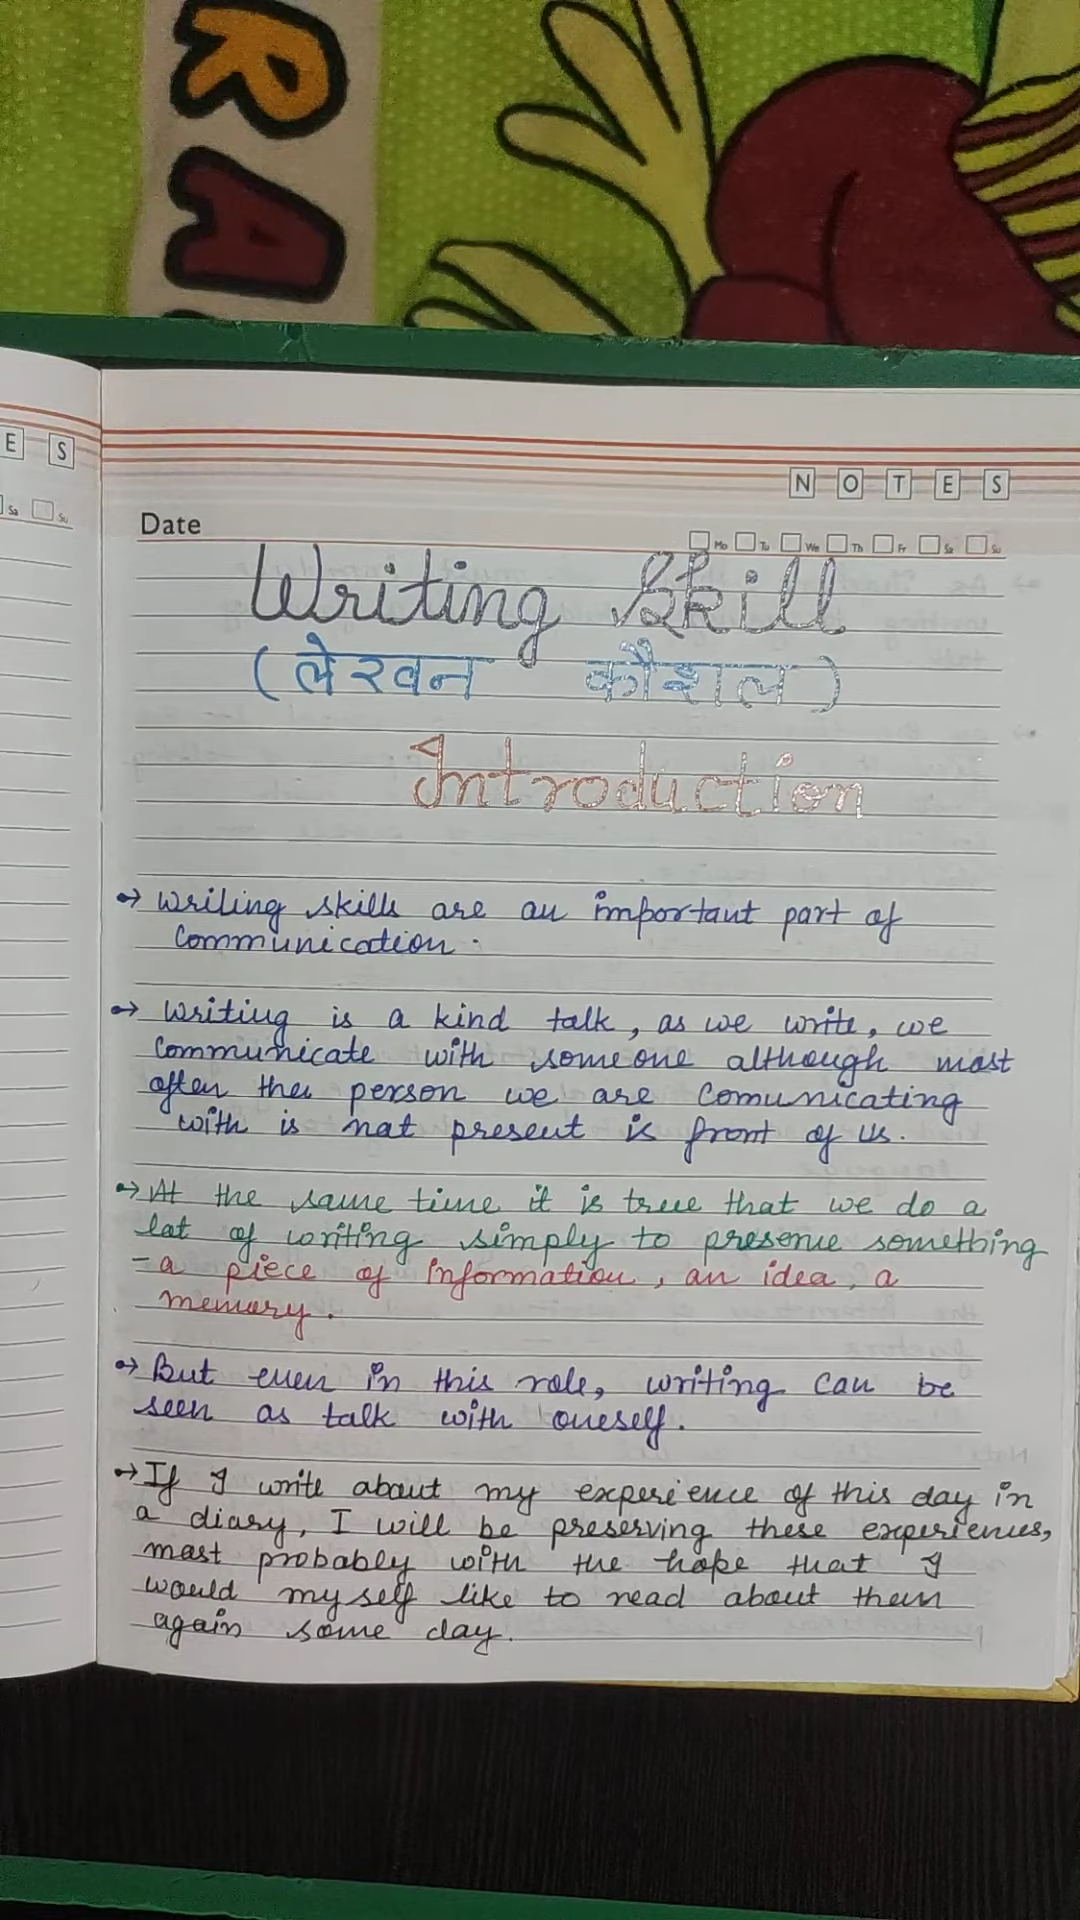 RA
E S
Sa Su
NOTES
Date
Mo Tu We Th Fr Sa Su
Writing Skill
(लेखन कौशल)
Introduction
→ Writing skills are an important part of
communication.
→ Writing is a kind talk, as we write, we
communicate with someone although most
often the person we are comunicating
with is not present is front of us.
→ At the same time it is true that we do a
lot of writing simply to preserve something
- a piece of information, an idea, a
memory.
→ But even in this role, writing can be
seen as talk with oneself.
→ If I write about my experience of this day in
a diary, I will be preserving these experiences,
most probably with the hope that I
would myself like to read about them
again some day.